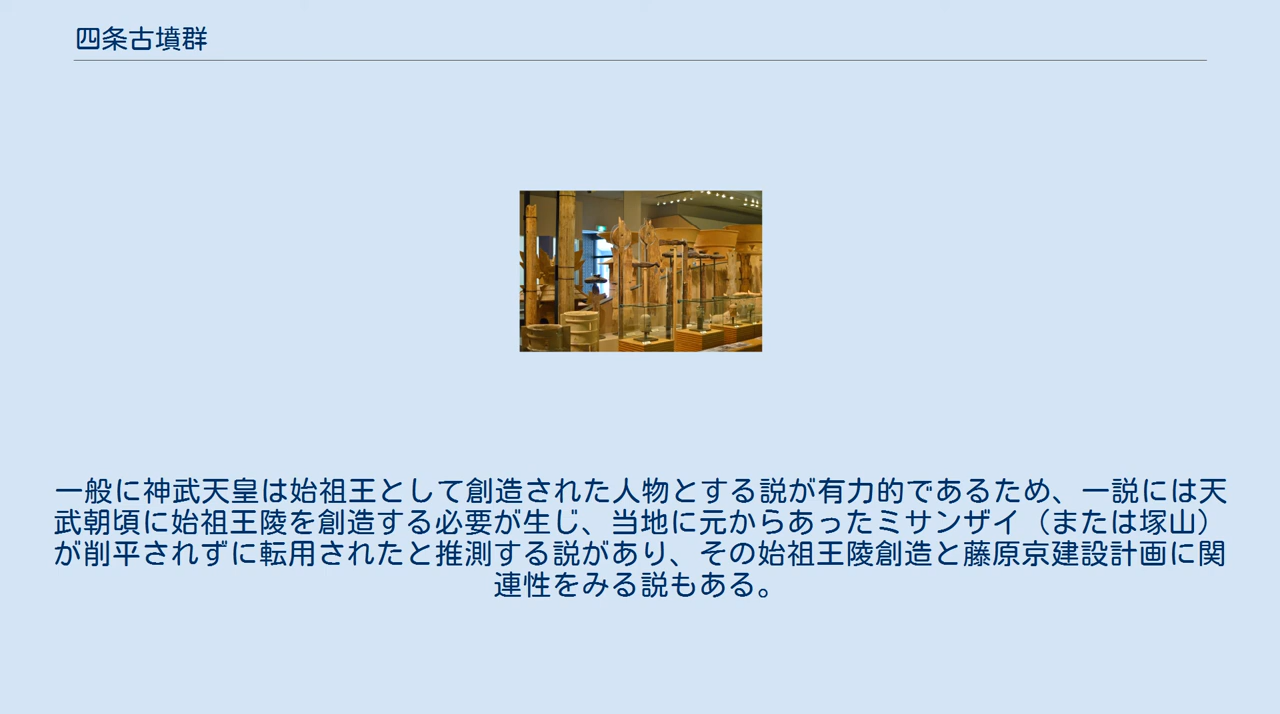 四条古墳群
一般に神武天皇は始祖王として創造された人物とする説が有力的であるため、一説には天
武朝頃に始祖王陵を創造する必要が生じ、当地に元からあったミサンザイ（または塚山）
が削平されずに転用されたと推測する説があり、その始祖王陵創造と藤原京建設計画に関
連性をみる説もある。